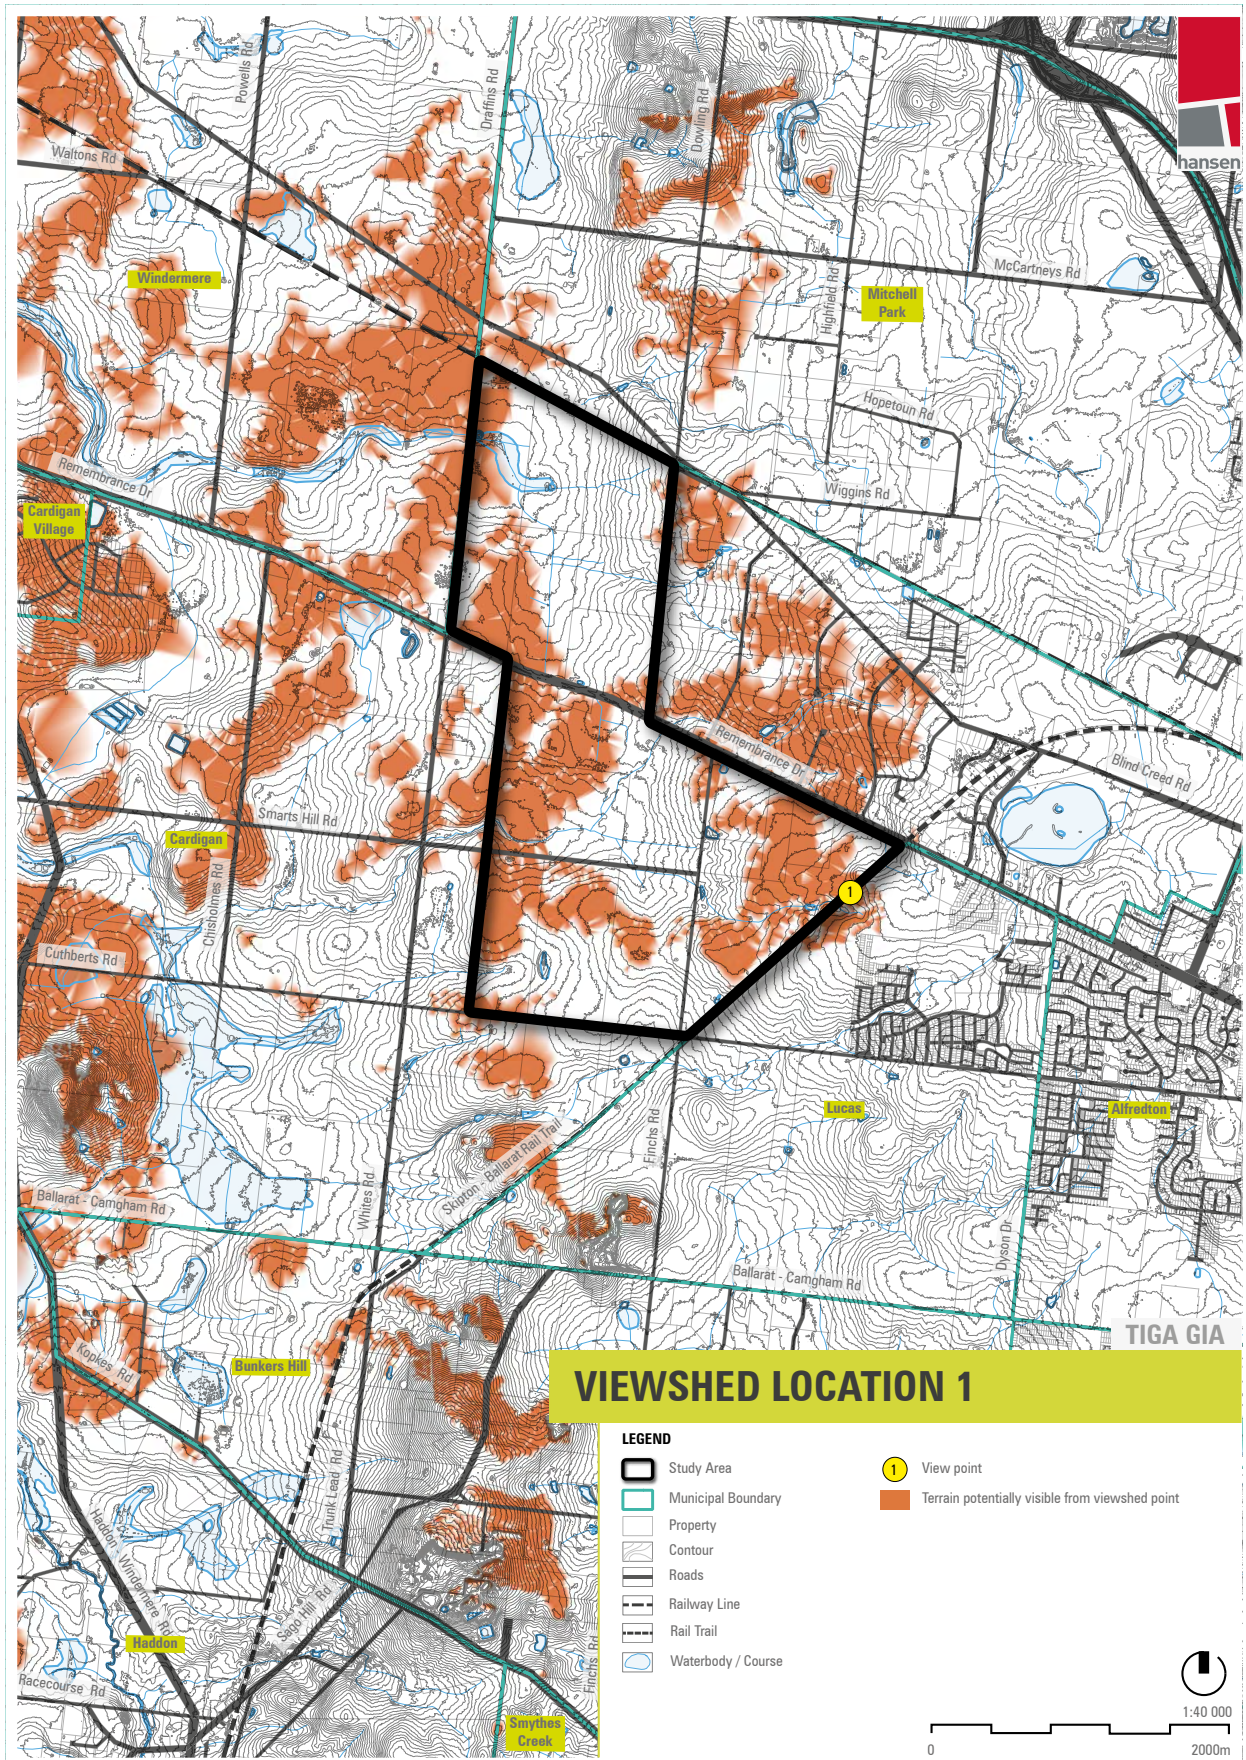 hansen
Powells Rd
Draffins Rd
Dowling Rd
Waltons Rd
Windermere
McCartneys Rd
Highfield Rd
Mitchell
Park
Hopetoun Rd
Remembrance Dr
Wiggins Rd
Cardigan
Village
Remembrance Dr
Blind Creed Rd
Smarts Hill Rd
Cardigan
Chisholmes Rd
1
Cuthberts Rd
Lucas
Alfredton
Finchs Rd
Skipton - Ballarat Rail Trail
Whites Rd
Ballarat - Carngham Rd
Dyson Dr
Ballarat - Carngham Rd
TIGA GIA
Kopkes Rd
Bunkers Hill
VIEWSHED LOCATION 1
LEGEND
Study Area
1 View point
Municipal Boundary
Terrain potentially visible from viewshed point
Property
Contour
Roads
Railway Line
Rail Trail
Waterbody / Course
Trunk Lead Rd
Haddon - Windermere Rd
Sago Hill Rd
Haddon
Finchs Rd
Racecourse Rd
Smythes
Creek
1:40 000
0 2000m